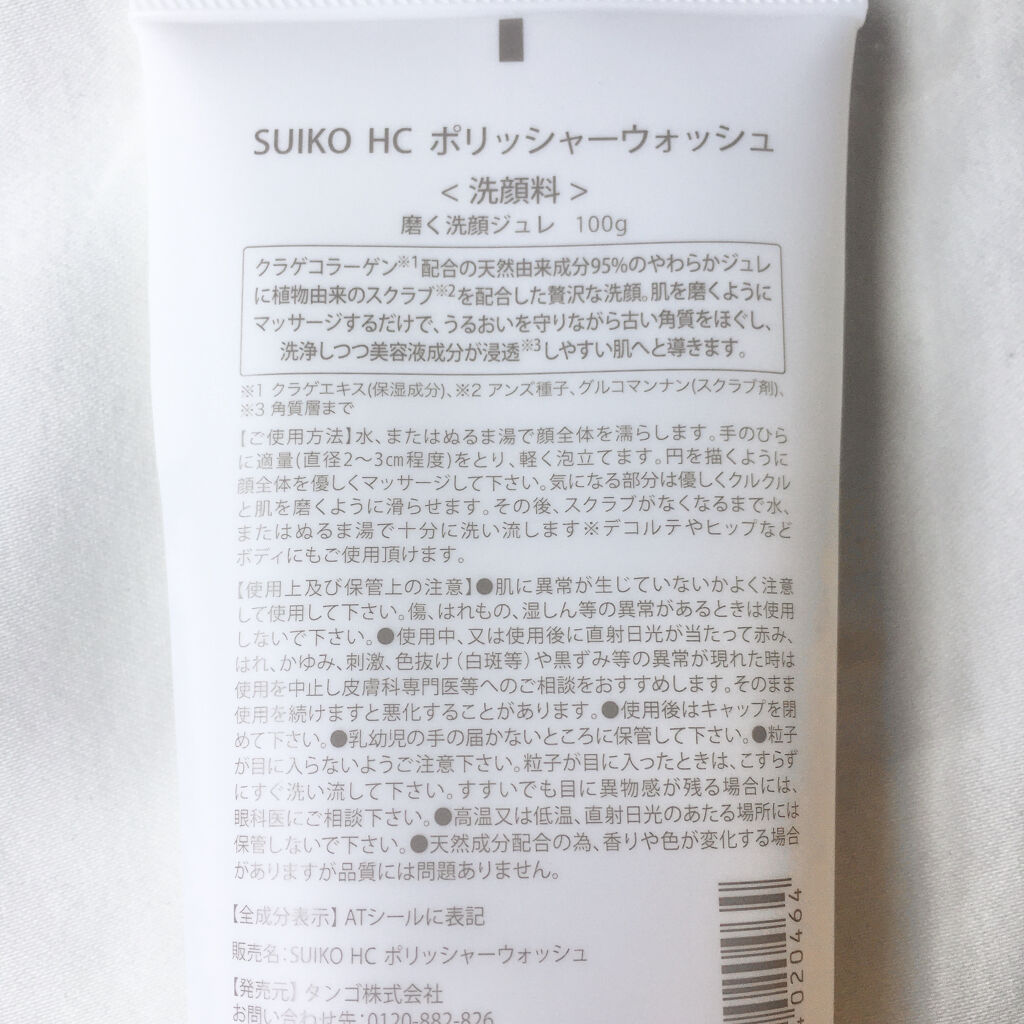 SUIKO HC ポリッシャーウォッシュ
< 洗顔料 >
磨く洗顔ジュレ 100g
クラゲコラーゲン※1配合の天然由来成分95%のやわらかジュレ
に植物由来のスクラブ※2を配合した贅沢な洗顔。肌を磨くように
マッサージするだけで、うるおいを守りながら古い角質をほぐし、
洗浄しつつ美容液成分が浸透※3しやすい肌へと導きます。
※1 クラゲエキス(保湿成分)、※2 アンズ種子、グルコマンナン(スクラブ剤)、
※3 角質層まで
【ご使用方法】水、またはぬるま湯で顔全体を濡らします。手のひら
に適量(直径2〜3㎝程度)をとり、軽く泡立てます。円を描くように
顔全体を優しくマッサージして下さい。気になる部分は優しくクルクル
と肌を磨くように滑らせます。その後、スクラブがなくなるまで水、
またはぬるま湯で十分に洗い流します※デコルテやヒップなど
ボディにもご使用頂けます。
【使用上及び保管上の注意】●肌に異常が生じていないかよく注意
して使用して下さい。傷、はれもの、湿しん等の異常があるときは使用
しないで下さい。●使用中、又は使用後に直射日光が当たって赤み、
はれ、かゆみ、刺激、色抜け(白斑等)や黒ずみ等の異常が現れた時は
使用を中止し皮膚科専門医等へのご相談をおすすめします。そのまま
使用を続けますと悪化することがあります。●使用後はキャップを閉
めて下さい。●乳幼児の手の届かないところに保管して下さい。●粒子
が目に入らないようご注意下さい。粒子が目に入ったときは、こすらず
にすぐ洗い流して下さい。すすいでも目に異物感が残る場合には、
眼科医にご相談下さい。●高温又は低温、直射日光のあたる場所には
保管しないで下さい。●天然成分配合の為、香りや色が変化する場合
がありますが品質には問題ありません。
【全成分表示】ATシールに表記
販売名:SUIKO HC ポリッシャーウォッシュ
【発売元】タンゴ株式会社
お問い合わせ先:0120-882-826
020464